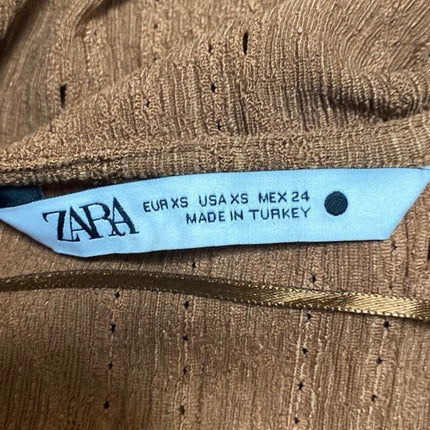 ZARA
EUR XS USA XS MEX 24
MADE IN TURKEY